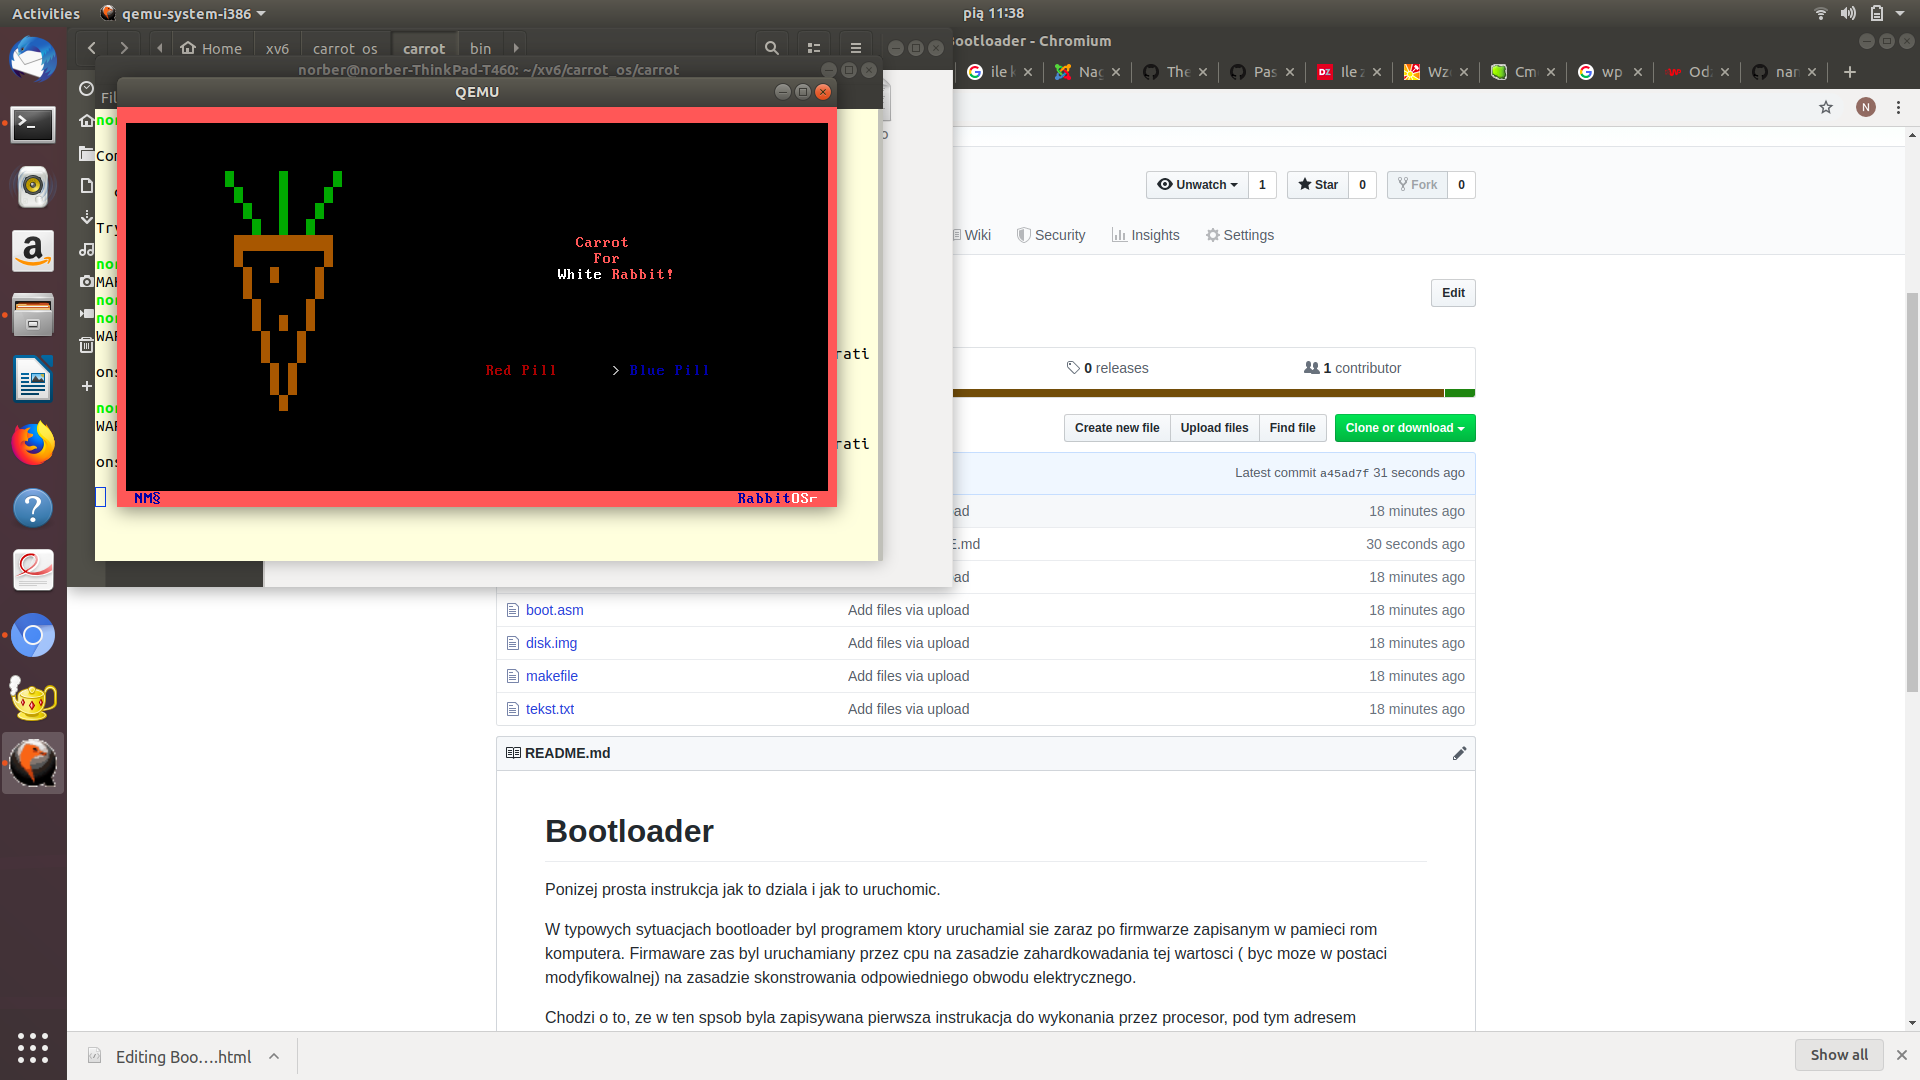 Activities
qemu-system-i386
pią 11:38
Home
xv6
carrot_os
carrot
bin
Bootloader - Chromium
norber@norber-ThinkPad-T460: ~/xv6/carrot_os/carrot
QEMU
Carrot
For
White Rabbit!
Red Pill > Blue Pill
NM§
RabbitOS
rati
rati
ile k
Nag
The
Pas
Ile z
Wzo
Cm
wp
Od
nar
N
Unwatch 1
Star 0
Fork 0
Wiki
Security
Insights
Settings
Edit
0 releases
1 contributor
Create new file
Upload files
Find file
Clone or download
Latest commit a45ad7f 31 seconds ago
18 minutes ago
30 seconds ago
18 minutes ago
boot.asm Add files via upload 18 minutes ago
disk.img Add files via upload 18 minutes ago
makefile Add files via upload 18 minutes ago
tekst.txt Add files via upload 18 minutes ago
README.md
Bootloader
Ponizej prosta instrukcja jak to dziala i jak to uruchomic.
W typowych sytuacjach bootloader byl programem ktory uruchamial sie zaraz po firmwarze zapisanym w pamieci rom
komputera. Firmaware zas byl uruchamiany przez cpu na zasadzie zahardkowadania tej wartosci ( byc moze w postaci
modyfikowalnej) na zasadzie skonstrowania odpowiedniego obwodu elektrycznego.
Chodzi o to, ze w ten spsob byla zapisywana pierwsza instrukacja do wykonania przez procesor, pod tym adresem
Editing Boo....html
Show all